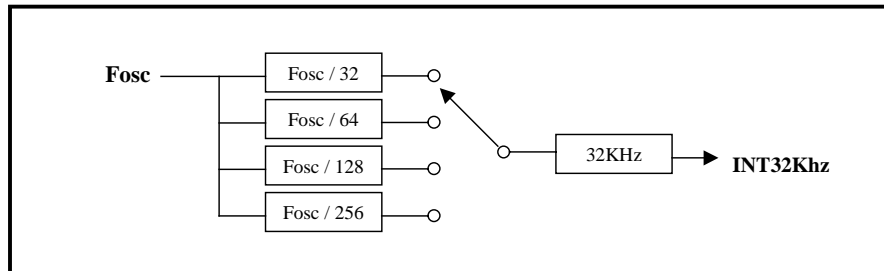 Fosc
Fosc / 32
Fosc / 64
Fosc / 128
Fosc / 256
32KHz
INT32Khz